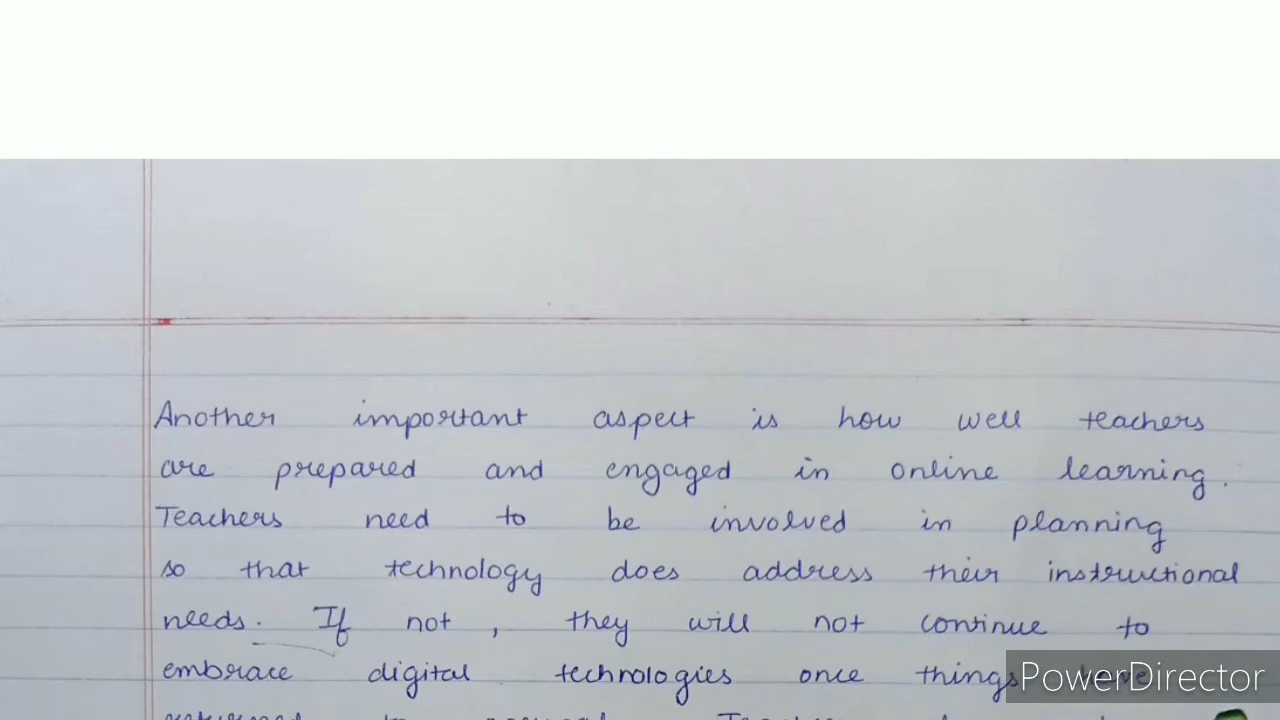 Another important aspect is how well teachers
are prepared and engaged in online learning.
Teachers need to be involved in planning
so that technology does address their instructional
needs. If not, they will not continue to
embrace digital technologies once things
PowerDirector